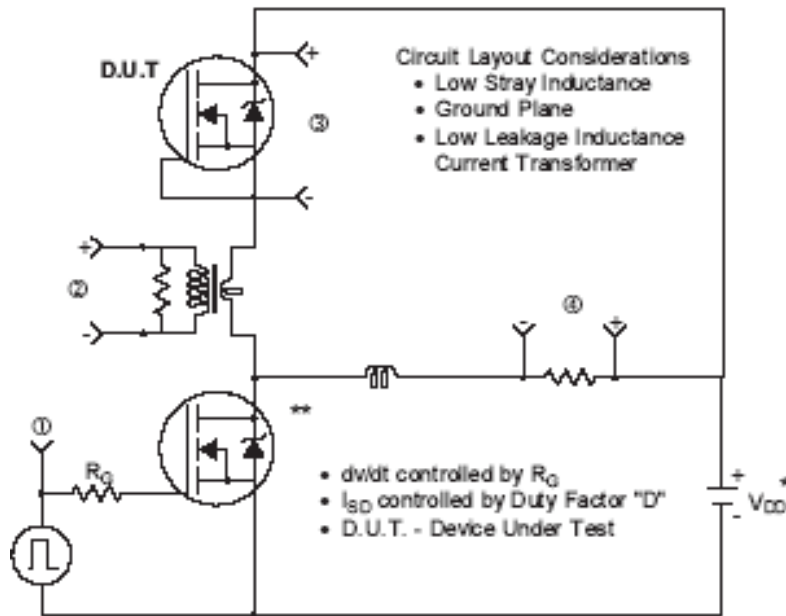 D.U.T
+
Circuit Layout Considerations
• Low Stray Inductance
• Ground Plane
• Low Leakage Inductance
Current Transformer
③
-
+
②
-
④
-
+
**
①
RG
• dv/dt controlled by RG
• ISD controlled by Duty Factor "D"
• D.U.T. - Device Under Test
+
VDD*
-